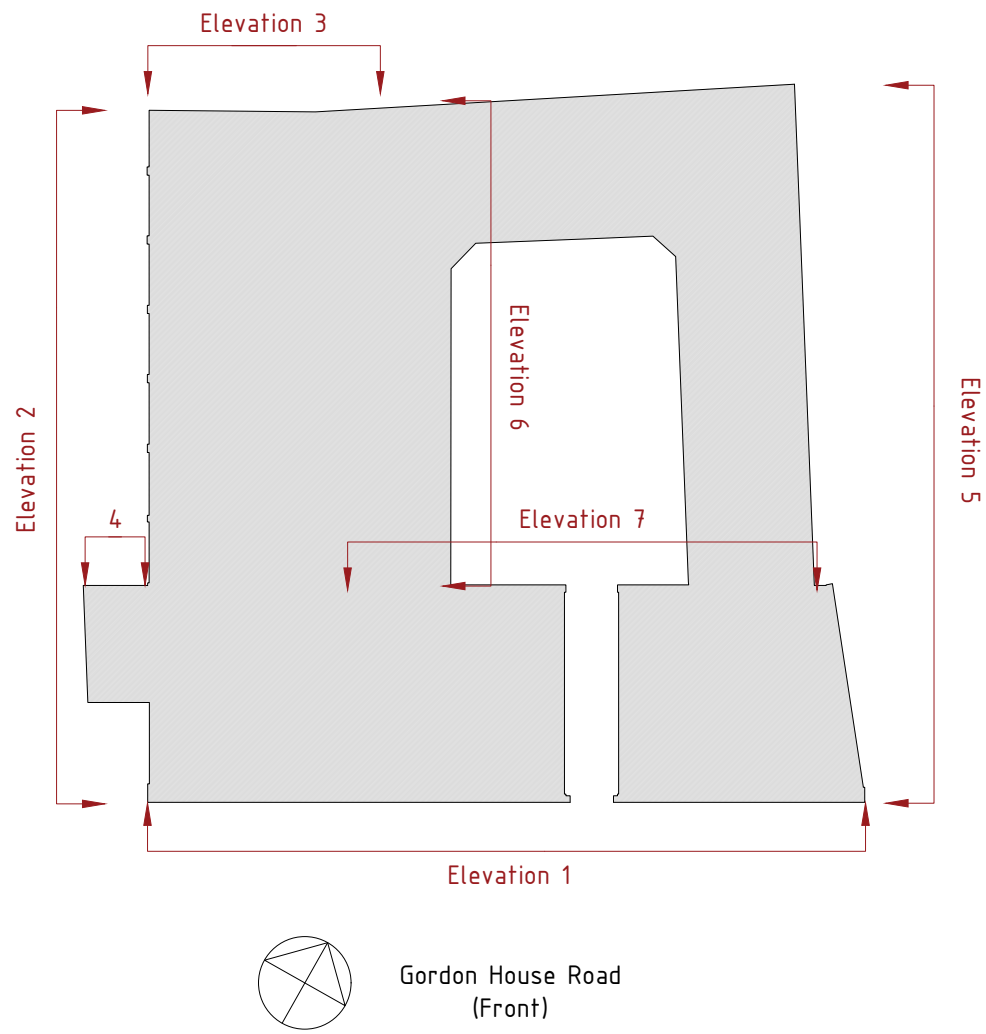 Elevation 3
Elevation 2
Elevation 6
Elevation 5
4
Elevation 7
Elevation 1
Gordon House Road
(Front)